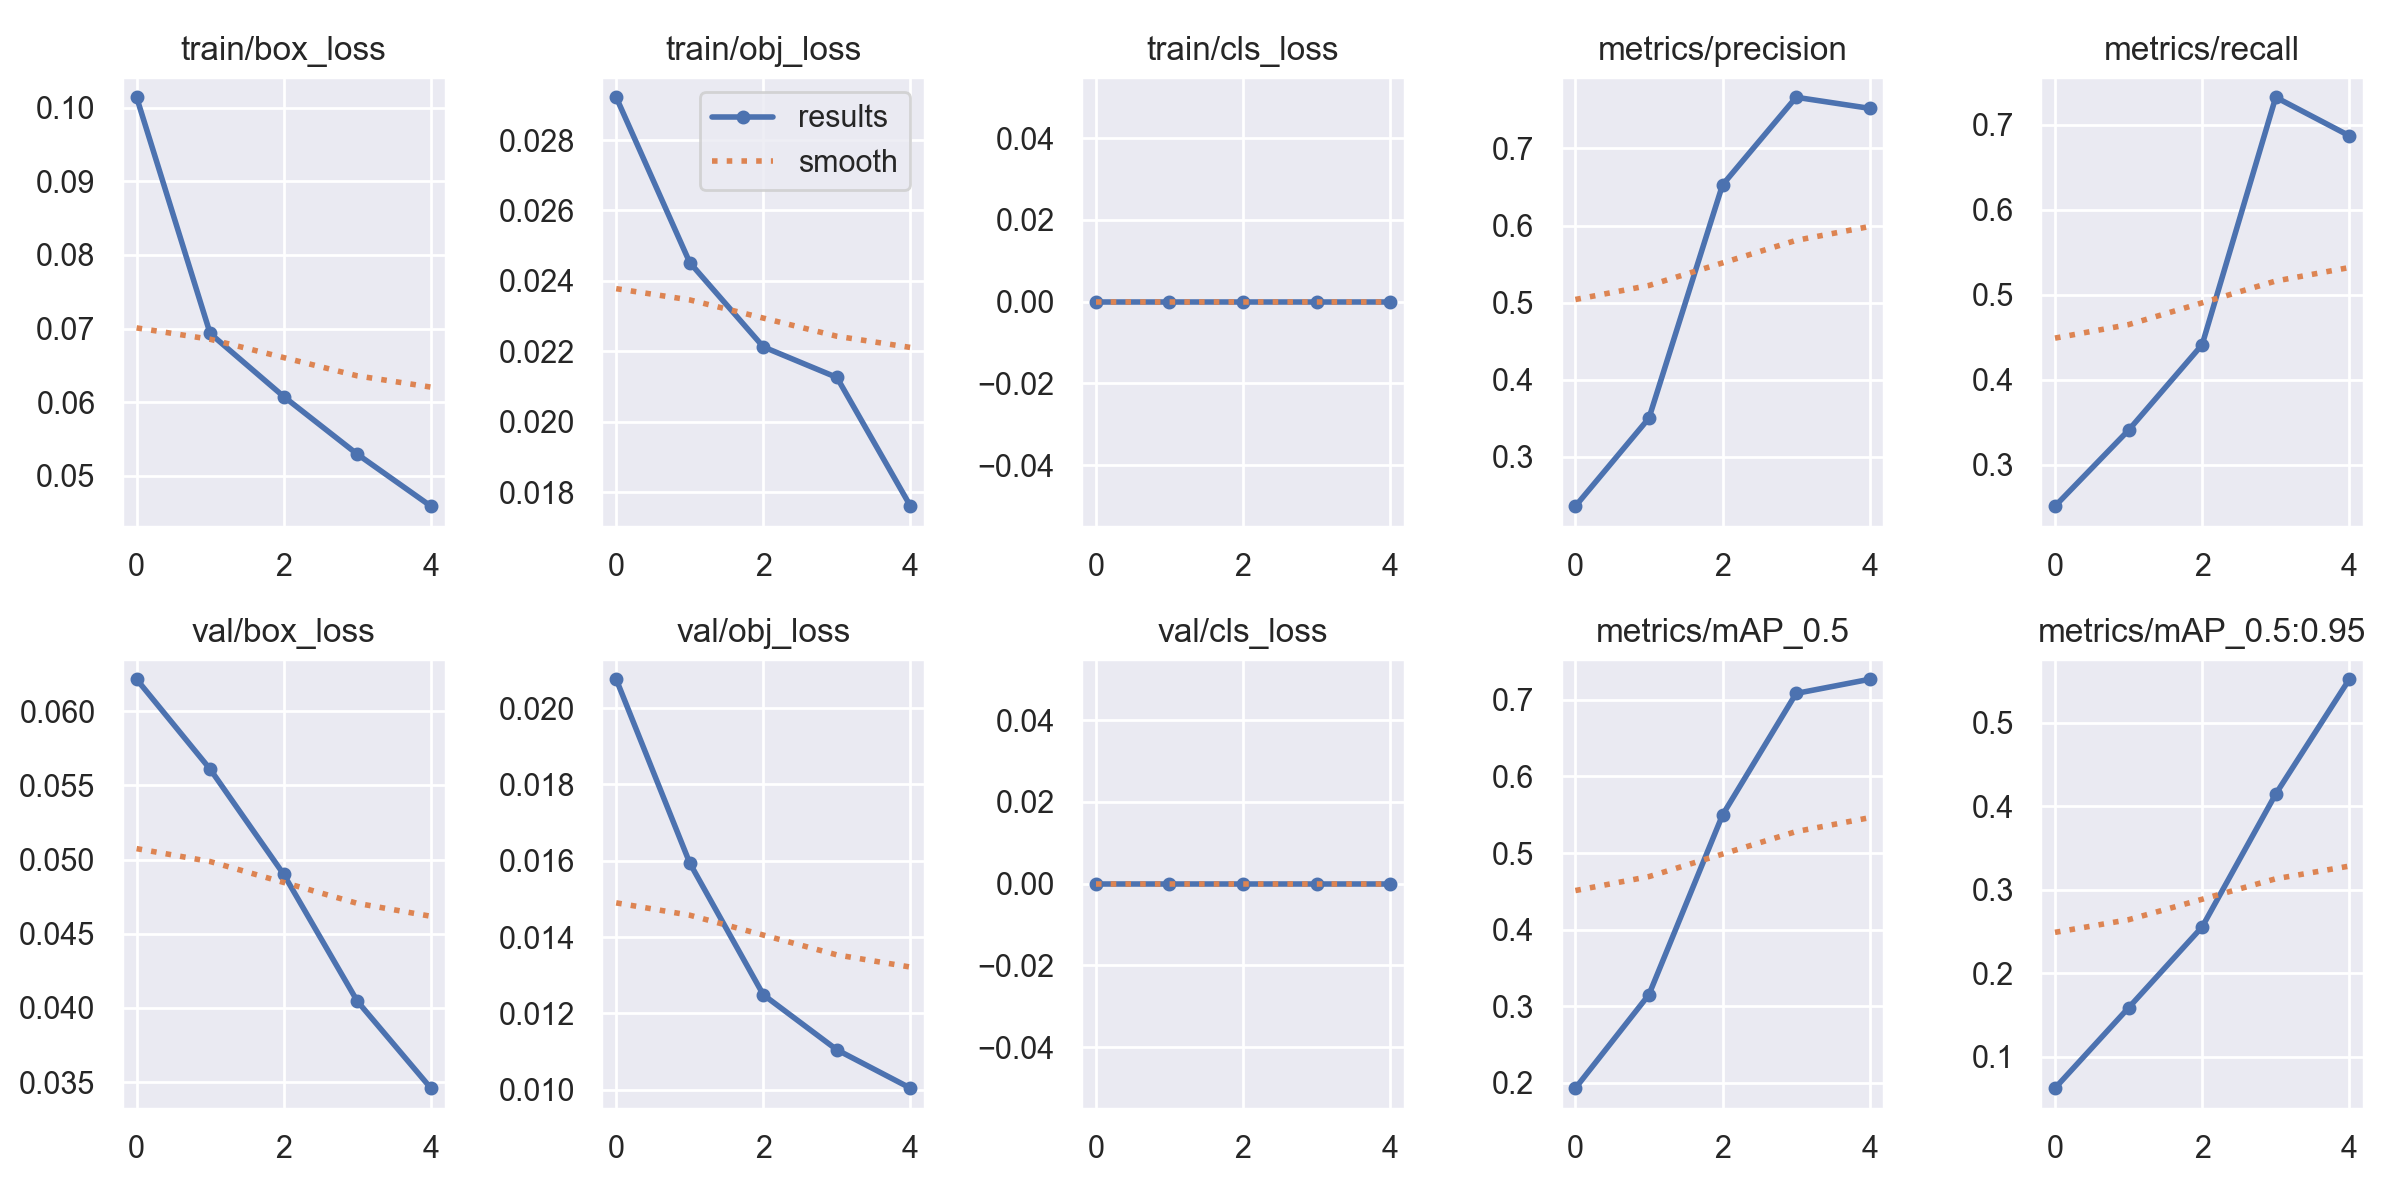 train/box_loss
0.10
0.09
0.08
0.07
0.06
0.05
0 2 4
train/obj_loss
results
smooth
0.028
0.026
0.024
0.022
0.020
0.018
0 2 4
train/cls_loss
0.04
0.02
0.00
−0.02
−0.04
0 2 4
metrics/precision
0.7
0.6
0.5
0.4
0.3
0 2 4
metrics/recall
0.7
0.6
0.5
0.4
0.3
0 2 4
val/box_loss
0.060
0.055
0.050
0.045
0.040
0.035
0 2 4
val/obj_loss
0.020
0.018
0.016
0.014
0.012
0.010
0 2 4
val/cls_loss
0.04
0.02
0.00
−0.02
−0.04
0 2 4
metrics/mAP_0.5
0.7
0.6
0.5
0.4
0.3
0.2
0 2 4
metrics/mAP_0.5:0.95
0.5
0.4
0.3
0.2
0.1
0 2 4